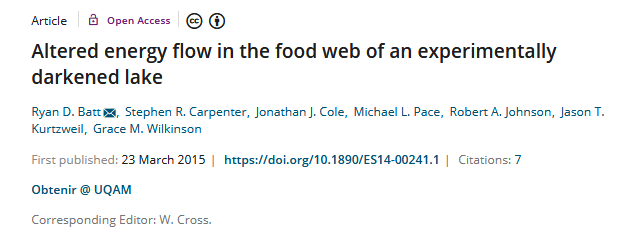 Article | Open Access
Altered energy flow in the food web of an experimentally
darkened lake
Ryan D. Batt, Stephen R. Carpenter, Jonathan J. Cole, Michael L. Pace, Robert A. Johnson, Jason T.
Kurtzweil, Grace M. Wilkinson
First published: 23 March 2015 | https://doi.org/10.1890/ES14-00241.1 | Citations: 7
Obtenir @ UQAM
Corresponding Editor: W. Cross.